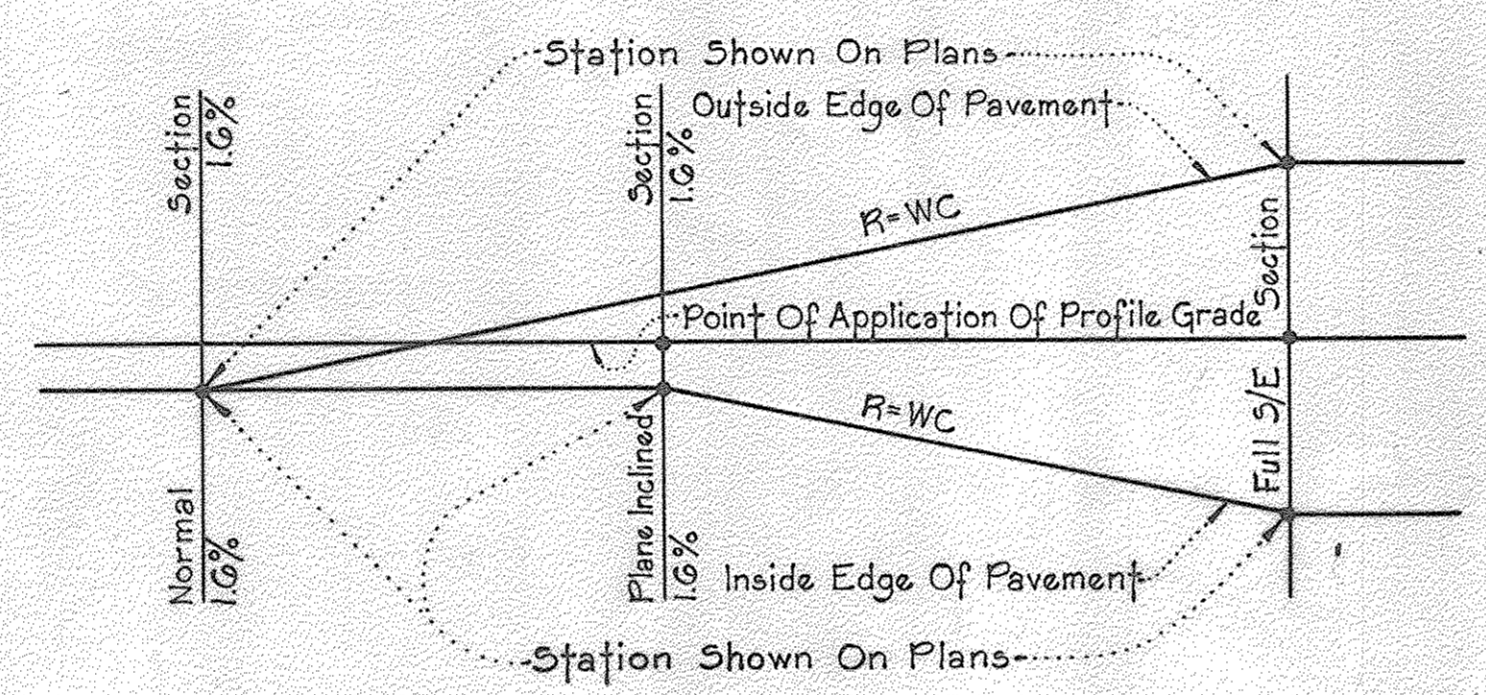 Station Shown On Plans
Outside Edge Of Pavement
Section
1.6%
Section
1.6%
R=WC
Section
Point Of Application Of Profile Grade
Full S/E
R=WC
Normal
1.6%
Plane Inclined
1.6%
Inside Edge Of Pavement
Station Shown On Plans